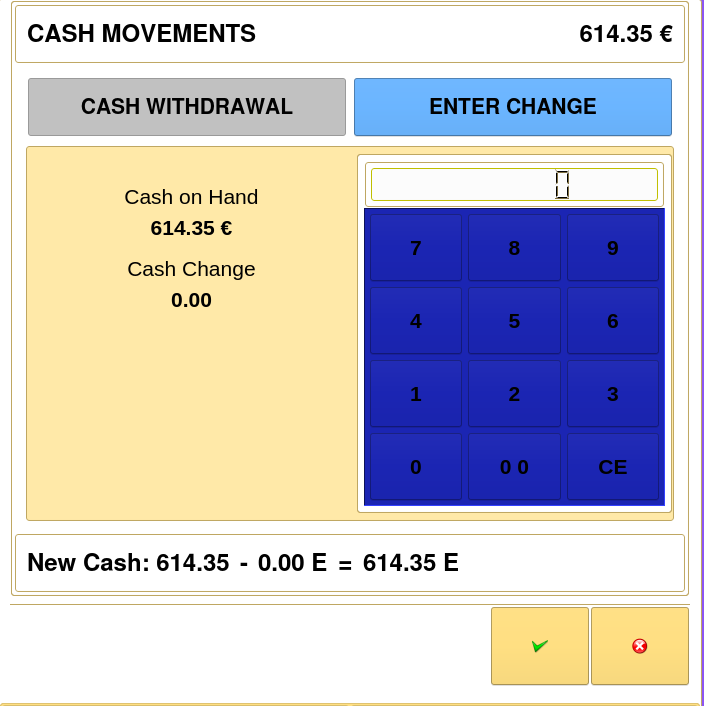 CASH MOVEMENTS 614.35 €
CASH WITHDRAWAL ENTER CHANGE
Cash on Hand
614.35 €
Cash Change
0.00
0
7 8 9
4 5 6
1 2 3
0 0 0 CE
New Cash: 614.35 - 0.00 E = 614.35 E